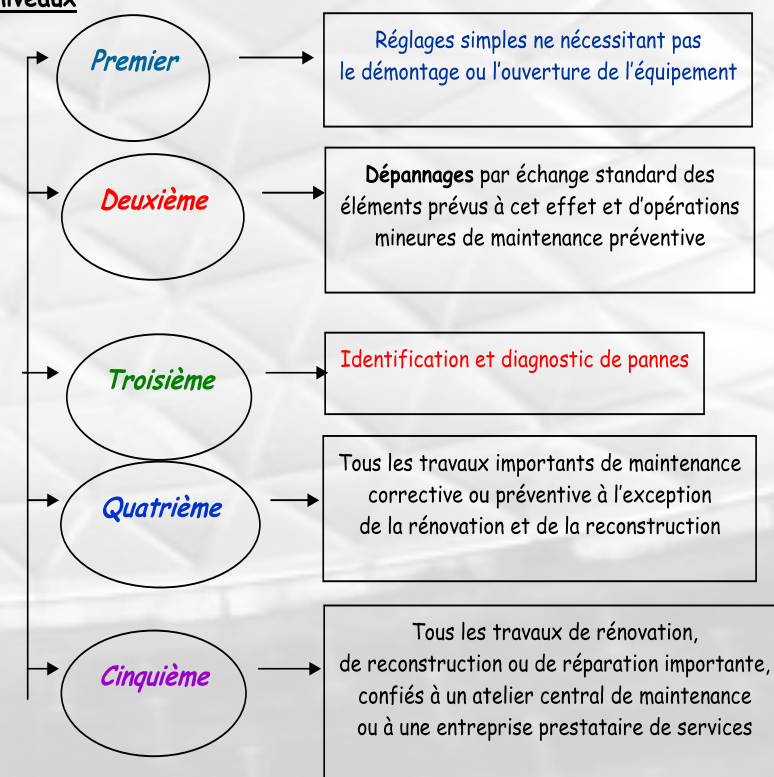 niveaux
Premier
Réglages simples ne nécessitant pas
le démontage ou l'ouverture de l'équipement
Deuxième
Dépannages par échange standard des
éléments prévus à cet effet et d'opérations
mineures de maintenance préventive
Troisième
Identification et diagnostic de pannes
Quatrième
Tous les travaux importants de maintenance
corrective ou préventive à l'exception
de la rénovation et de la reconstruction
Cinquième
Tous les travaux de rénovation,
de reconstruction ou de réparation importante,
confiés à un atelier central de maintenance
ou à une entreprise prestataire de services